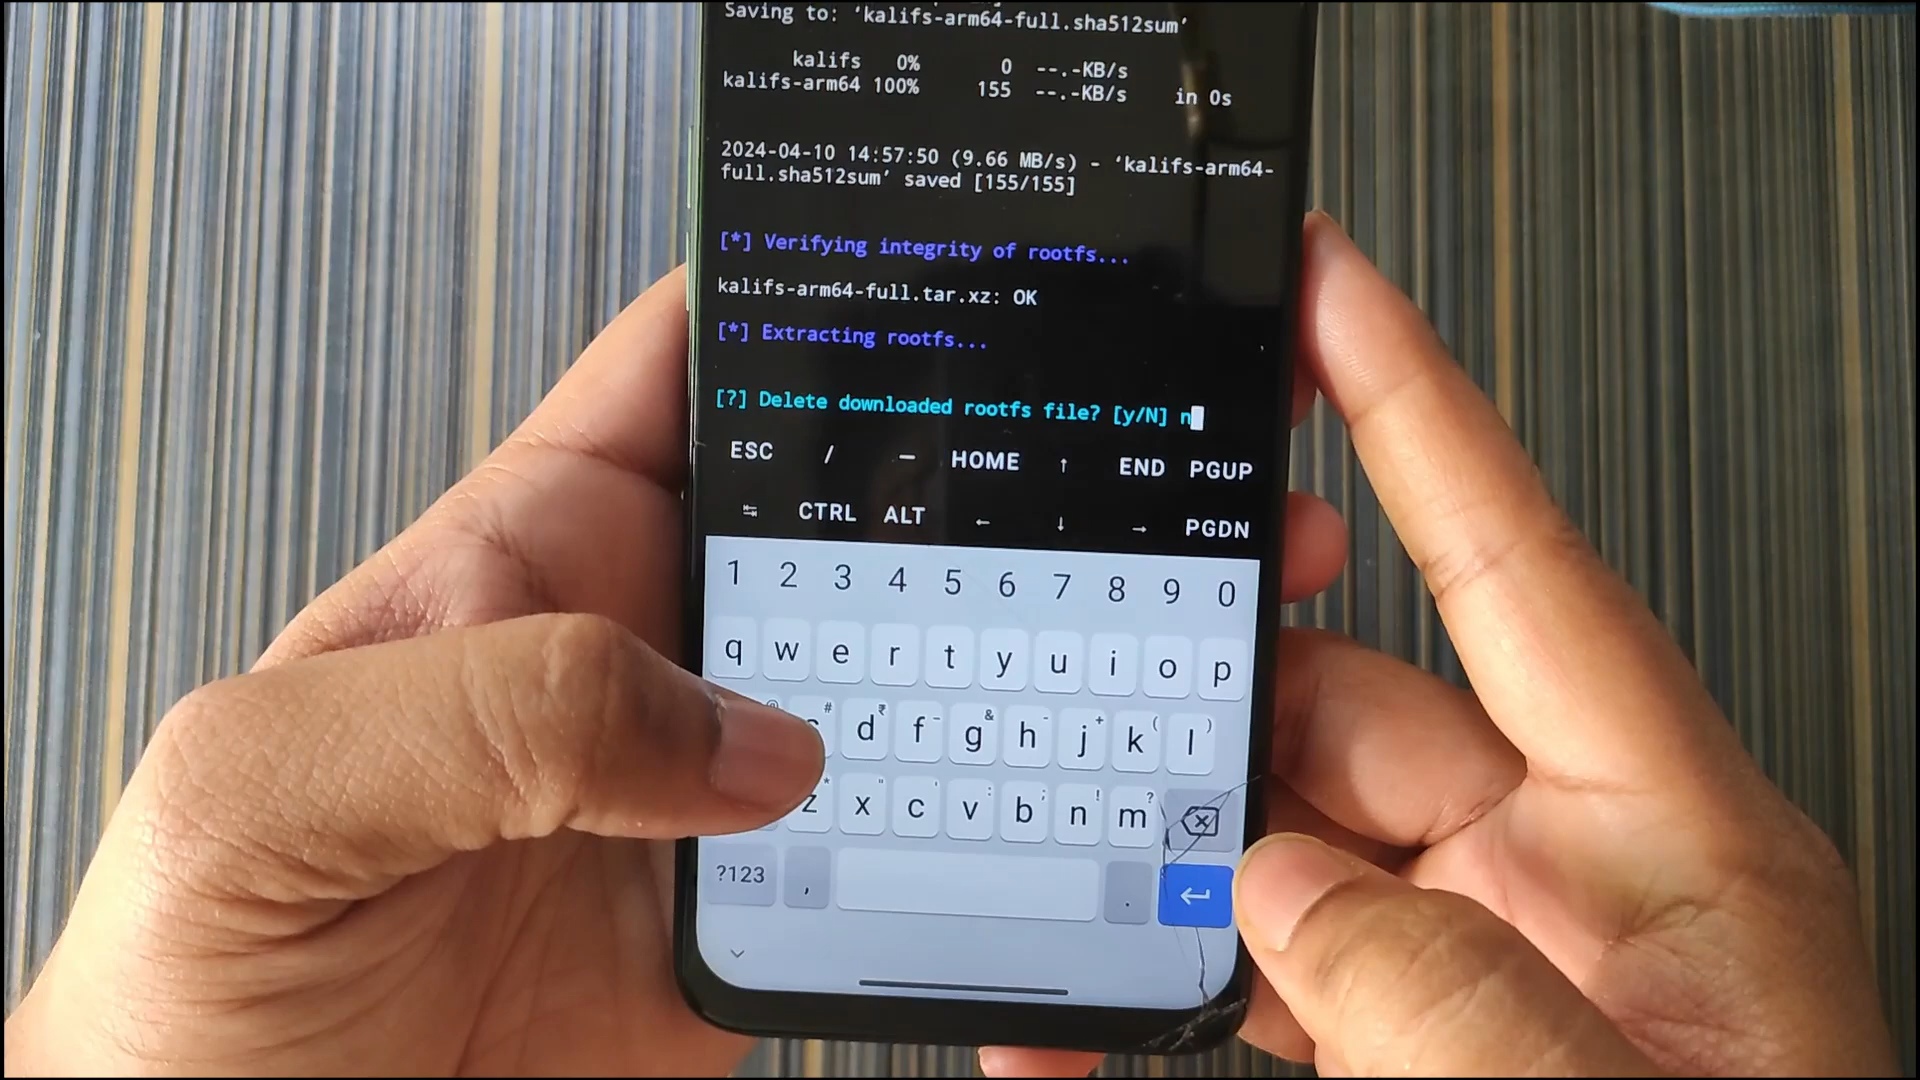 Saving to: ‘kalifs-arm64-full.sha512sum’
kalifs 0% 0 --.-KB/s
kalifs-arm64 100% 155 --.-KB/s in 0s
2024-04-10 14:57:50 (9.66 MB/s) - ‘kalifs-arm64-
full.sha512sum’ saved [155/155]
[*] Verifying integrity of rootfs...
kalifs-arm64-full.tar.xz: OK
[*] Extracting rootfs...
[?] Delete downloaded rootfs file? [y/N] n
ESC / — HOME ↑ END PGUP
↹ CTRL ALT ← ↓ → PGDN
1 2 3 4 5 6 7 8 9 0
q w e r t y u i o p
@ # ₹ - & - + ( )
d f g h j k l
* " ' : ; ! ?
z x c v b n m
?123 , .